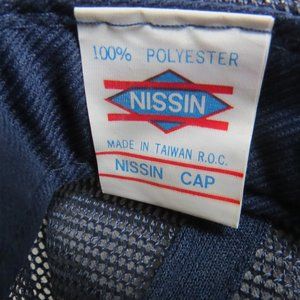 100% POLYESTER
NISSIN
MADE IN TAIWAN R.O.C.
NISSIN CAP